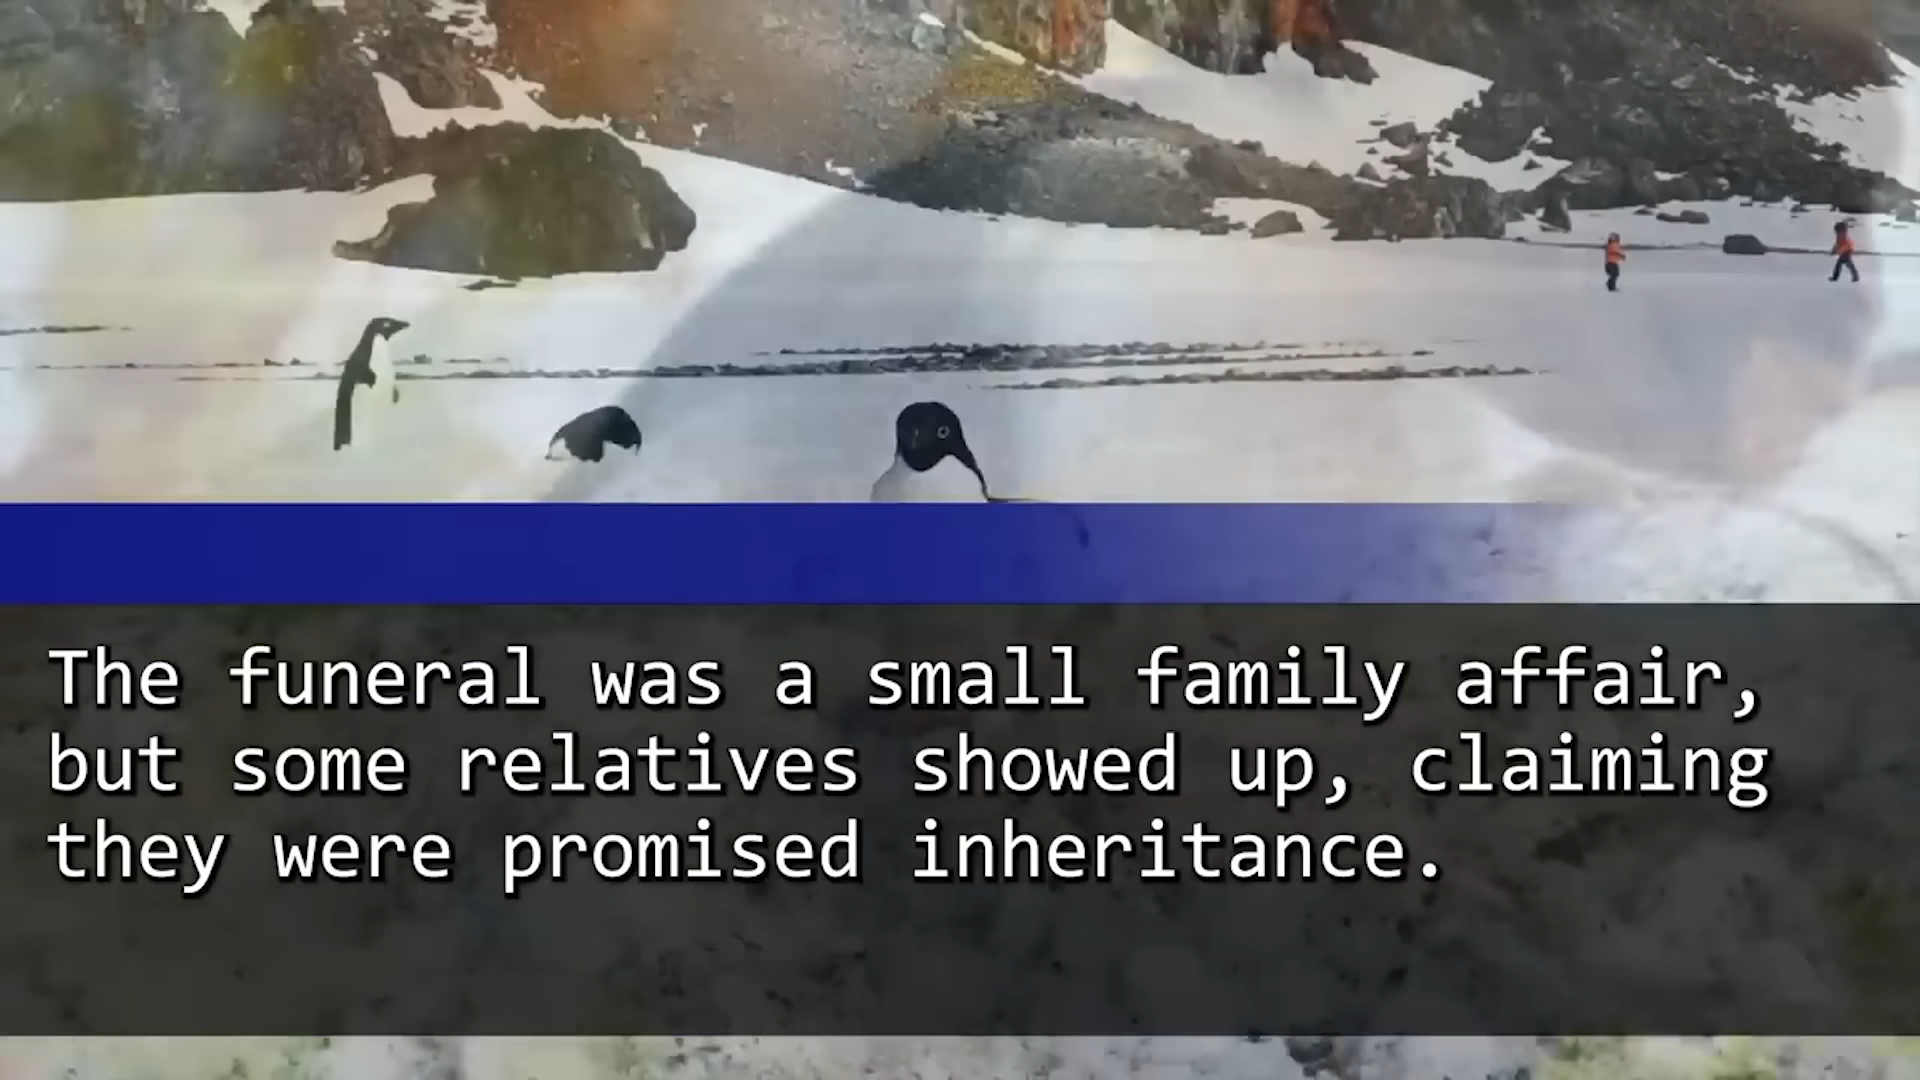 The funeral was a small family affair,
but some relatives showed up, claiming
they were promised inheritance.